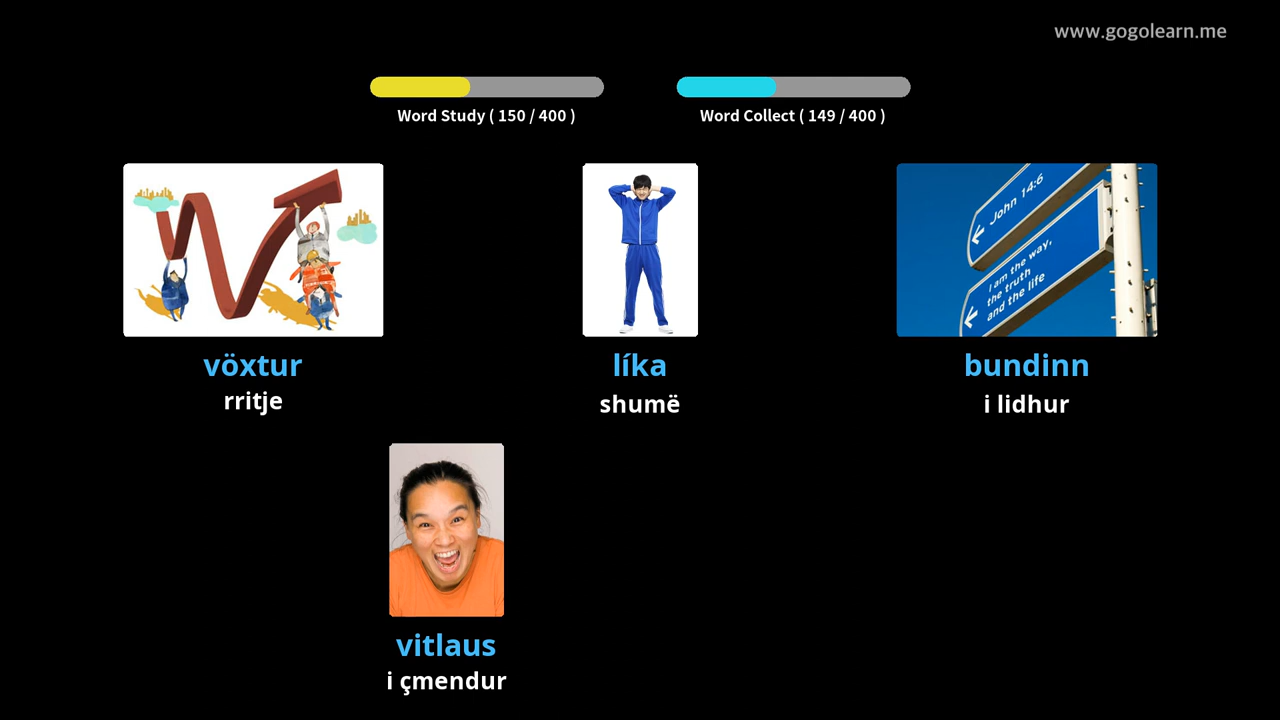 www.gogolearn.me
Word Study ( 150 / 400 )
Word Collect ( 149 / 400 )
John 14:6
I am the way,
the truth
and the life
vöxtur
rritje
líka
shumë
bundinn
i lidhur
vitlaus
i çmendur